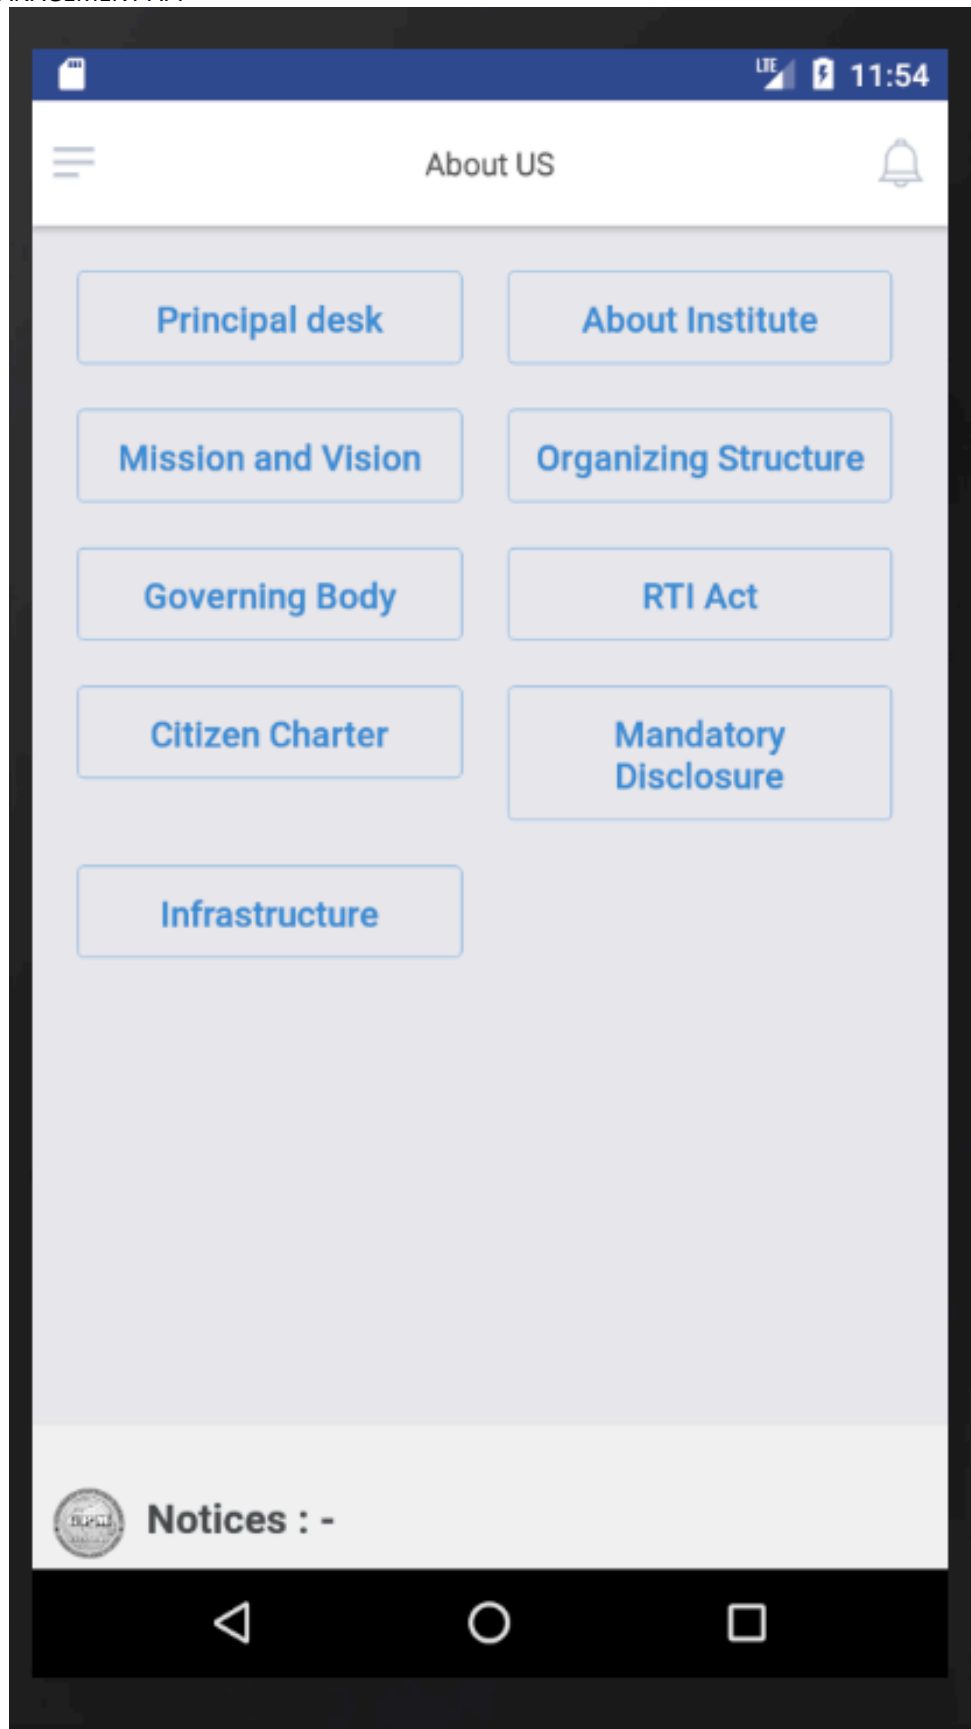 LTE 11:54
About US
Principal desk
About Institute
Mission and Vision
Organizing Structure
Governing Body
RTI Act
Citizen Charter
Mandatory
Disclosure
Infrastructure
Notices : -